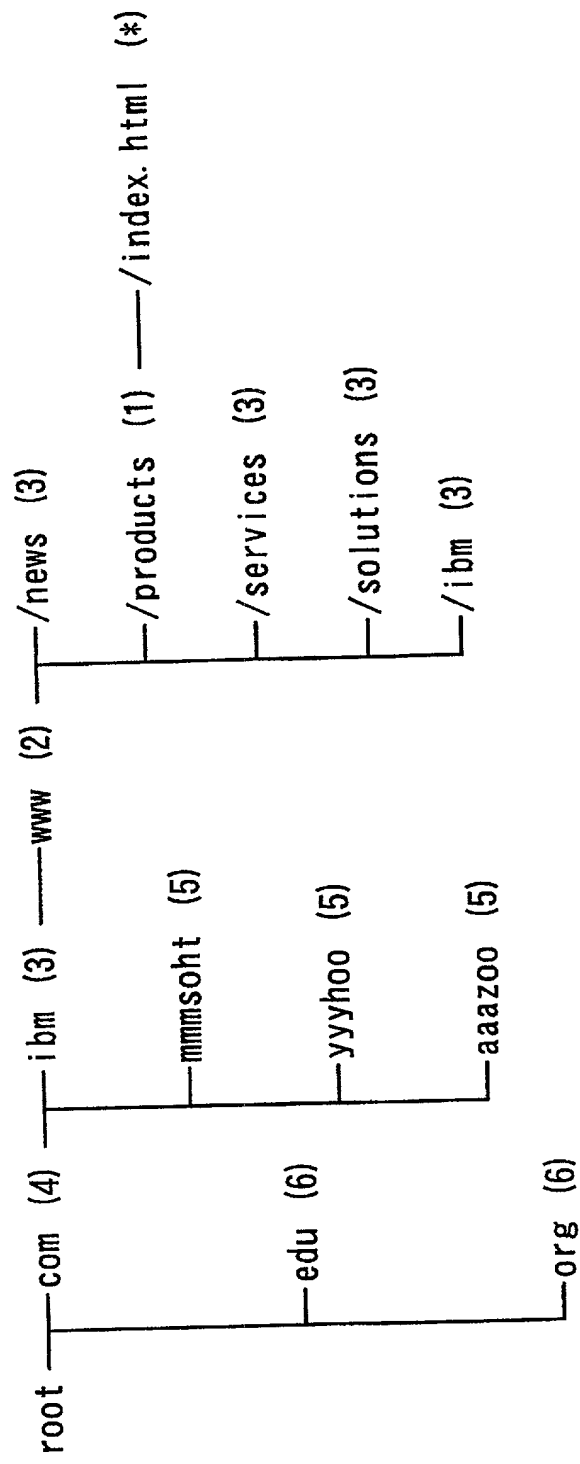 root
com (4)
ibm (3)
www (2)
/news (3)
/products (1)
/index.html (*)
/services (3)
/solutions (3)
/ibm (3)
mmmsoht (5)
yyyhoo (5)
aaazoo (5)
edu (6)
org (6)